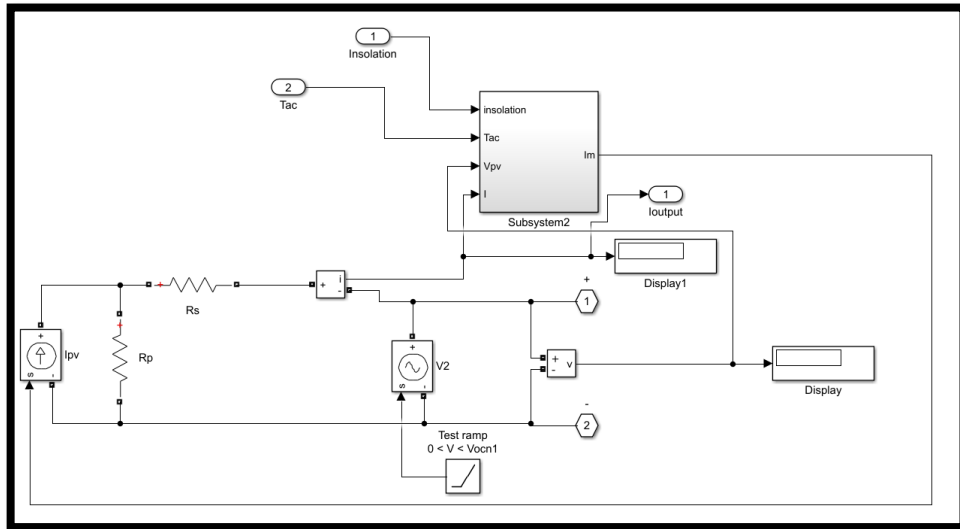 1
Insolation
2
Tac
insolation
Tac
Vpv
I
Im
Subsystem2
1
Ioutput
Display1
+
1
+
i
-
Rs
+
Ipv
s
-
+
Rp
+
V2
s
-
+
-
v
Display
-
2
Test ramp
0 < V < Vocn1